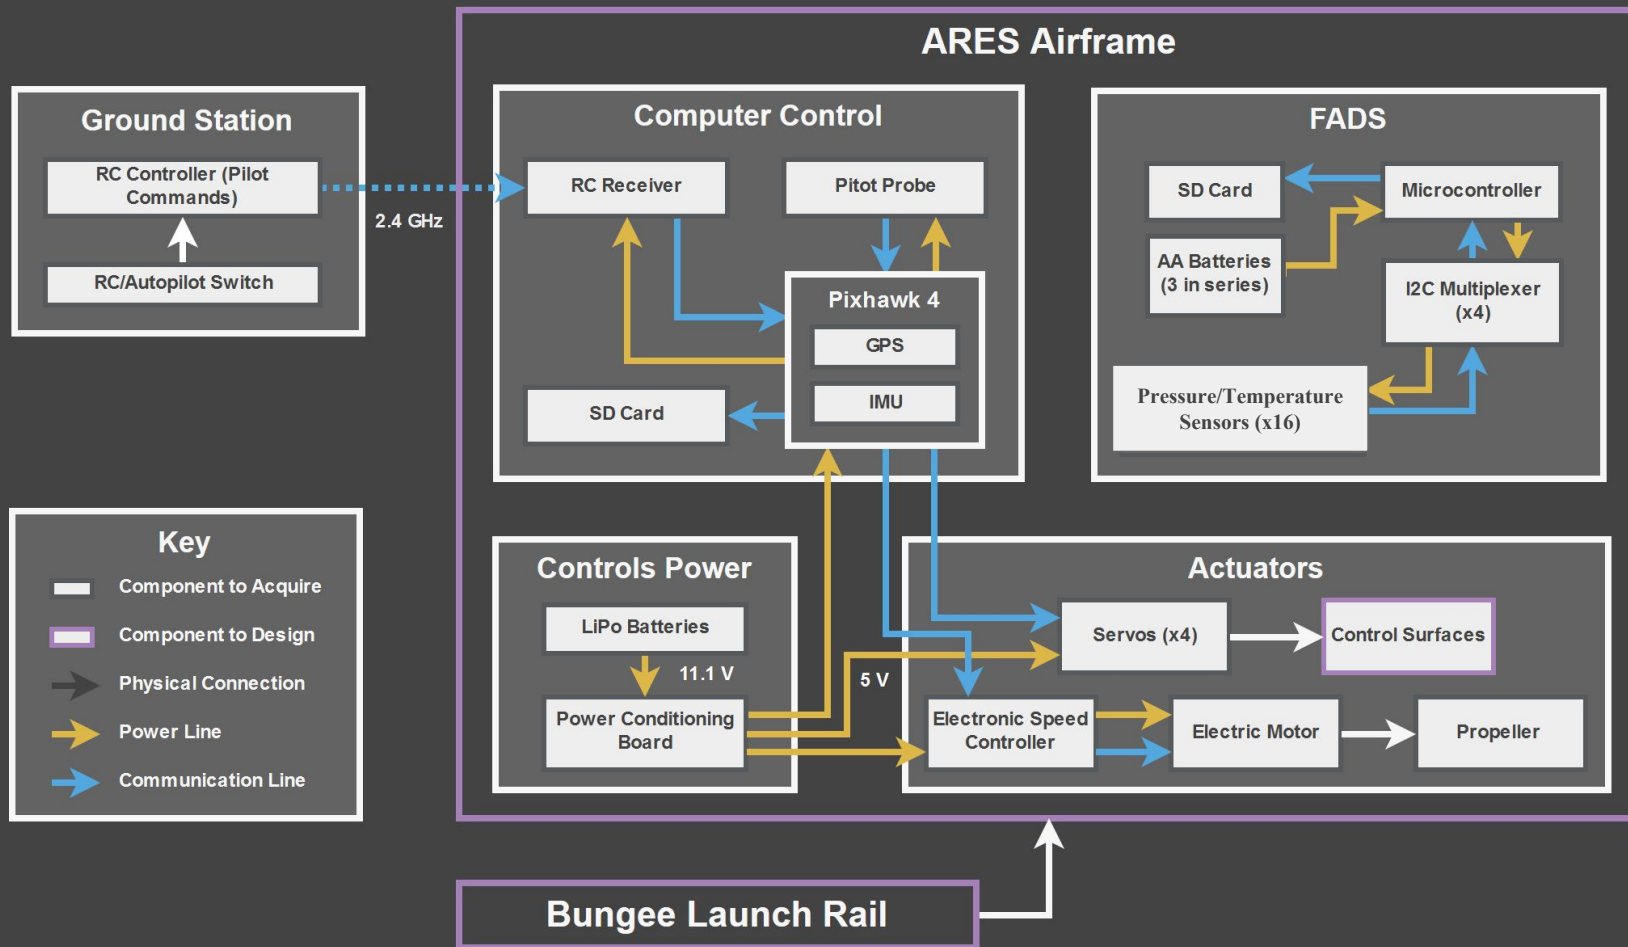 ARES Airframe
Ground Station
RC Controller (Pilot
Commands)
RC/Autopilot Switch
2.4 GHz
Computer Control
RC Receiver
Pitot Probe
Pixhawk 4
GPS
IMU
SD Card
FADS
SD Card
Microcontroller
AA Batteries
(3 in series)
I2C Multiplexer
(x4)
Pressure/Temperature
Sensors (x16)
Key
Component to Acquire
Component to Design
Physical Connection
Power Line
Communication Line
Controls Power
LiPo Batteries
11.1 V
Power Conditioning
Board
5 V
Actuators
Servos (x4)
Control Surfaces
Electronic Speed
Controller
Electric Motor
Propeller
Bungee Launch Rail